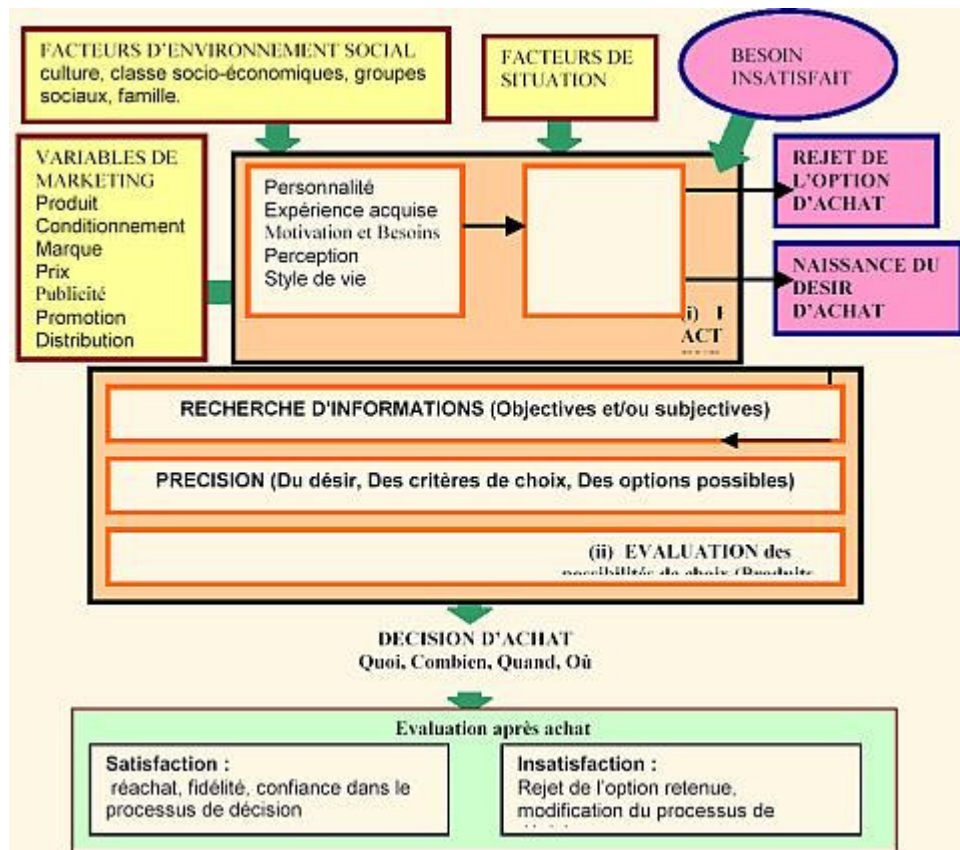 FACTEURS D'ENVIRONNEMENT SOCIAL
culture, classe socio-économiques, groupes
sociaux, famille.
FACTEURS DE
SITUATION
BESOIN
INSATISFAIT
VARIABLES DE
MARKETING
Produit
Conditionnement
Marque
Prix
Publicité
Promotion
Distribution
Personnalité
Expérience acquise
Motivation et Besoins
Perception
Style de vie
REJET DE
L'OPTION
D'ACHAT
NAISSANCE DU
DESIR
D'ACHAT
(i)
ACT
RECHERCHE D'INFORMATIONS (Objectives et/ou subjectives)
PRECISION (Du désir, Des critères de choix, Des options possibles)
(ii) EVALUATION des
possibilités de choix (Produits
DECISION D'ACHAT
Quoi, Combien, Quand, Où
Evaluation après achat
Satisfaction :
réachat, fidélité, confiance dans le
processus de décision
Insatisfaction :
Rejet de l'option retenue,
modification du processus de